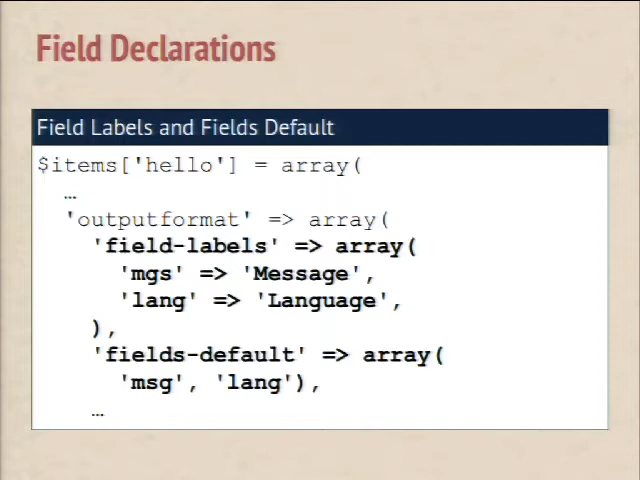 Field Declarations
Field Labels and Fields Default
$items['hello'] = array(
…
'outputformat' => array(
'field-labels' => array(
'mgs' => 'Message',
'lang' => 'Language',
),
'fields-default' => array(
'msg', 'lang'),
…